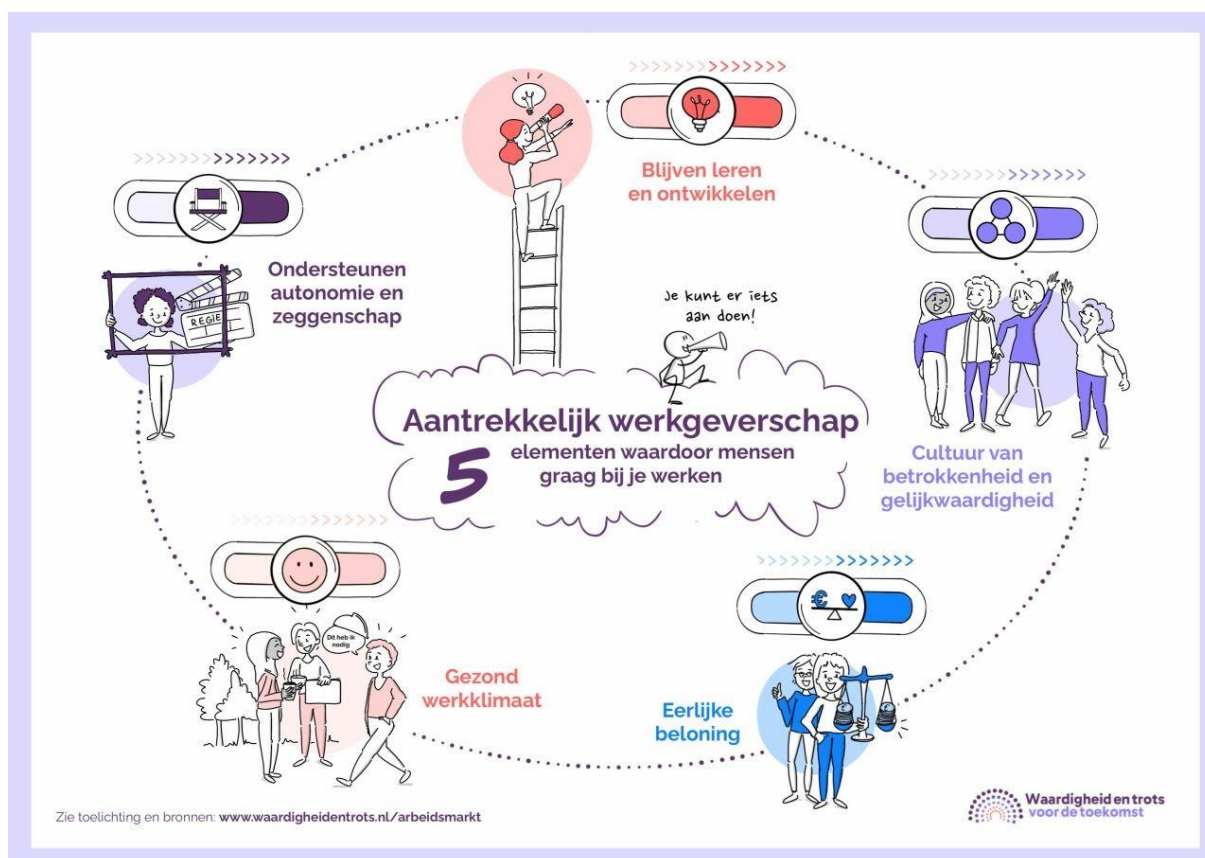 Blijven leren
en ontwikkelen
Ondersteunen
autonomie en
zeggenschap
REGIE
Je kunt er iets
aan doen!
Aantrekkelijk werkgeverschap
5 elementen waardoor mensen
graag bij je werken
Cultuur van
betrokkenheid en
gelijkwaardigheid
Dit heb ik
nodig
Gezond
werkklimaat
€
Eerlijke
beloning
Zie toelichting en bronnen: www.waardigheidentrots.nl/arbeidsmarkt
Waardigheid en trots
voor de toekomst